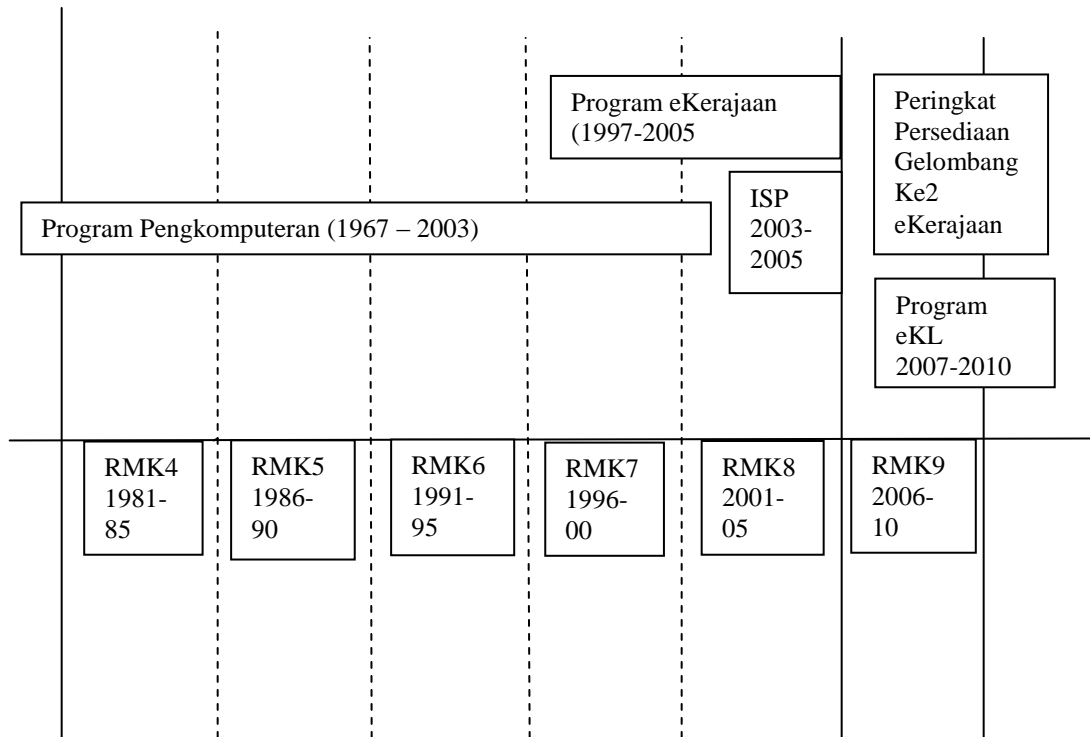 Program eKerajaan
(1997-2005
Peringkat
Persediaan
Gelombang
Ke2
eKerajaan
ISP
2003-
2005
Program Pengkomputeran (1967 – 2003)
Program
eKL
2007-2010
RMK4
1981-
85
RMK5
1986-
90
RMK6
1991-
95
RMK7
1996-
00
RMK8
2001-
05
RMK9
2006-
10